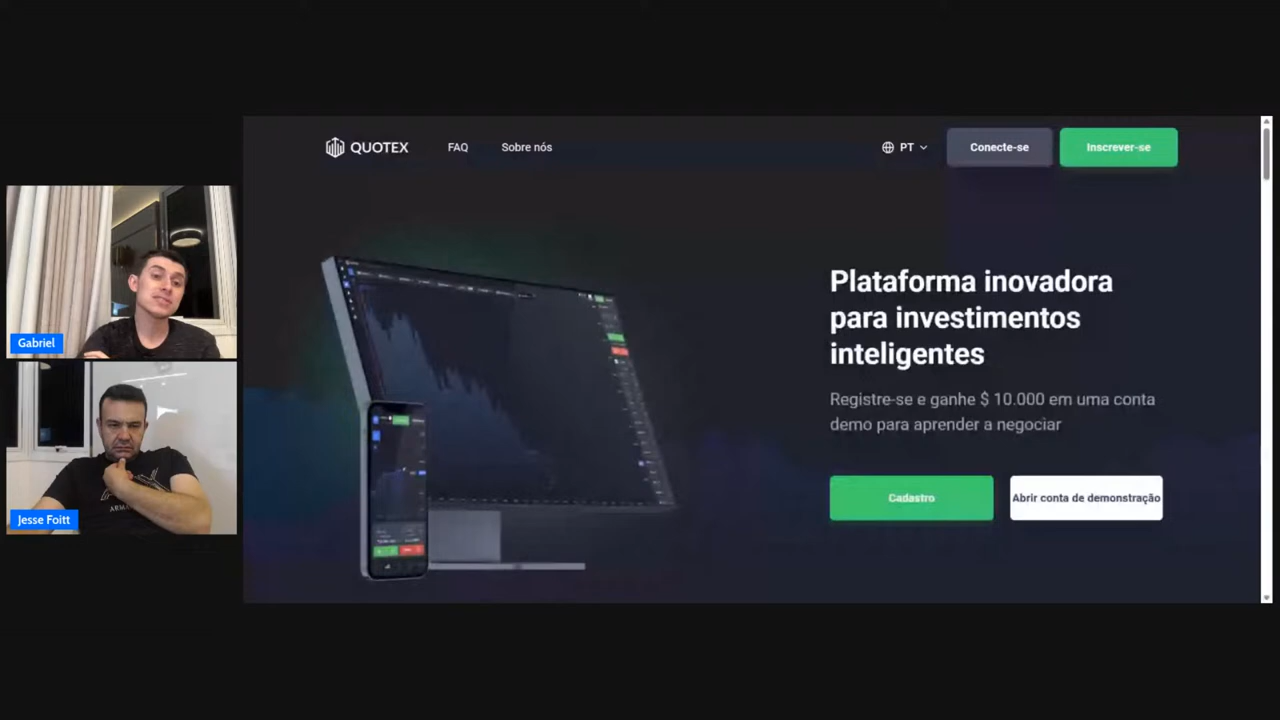 QUOTEX
FAQ
Sobre nós
PT
Conecte-se
Inscrever-se
Gabriel
Jesse Foitt
Plataforma inovadora
para investimentos
inteligentes
Registre-se e ganhe $ 10.000 em uma conta
demo para aprender a negociar
Cadastro
Abrir conta de demonstração